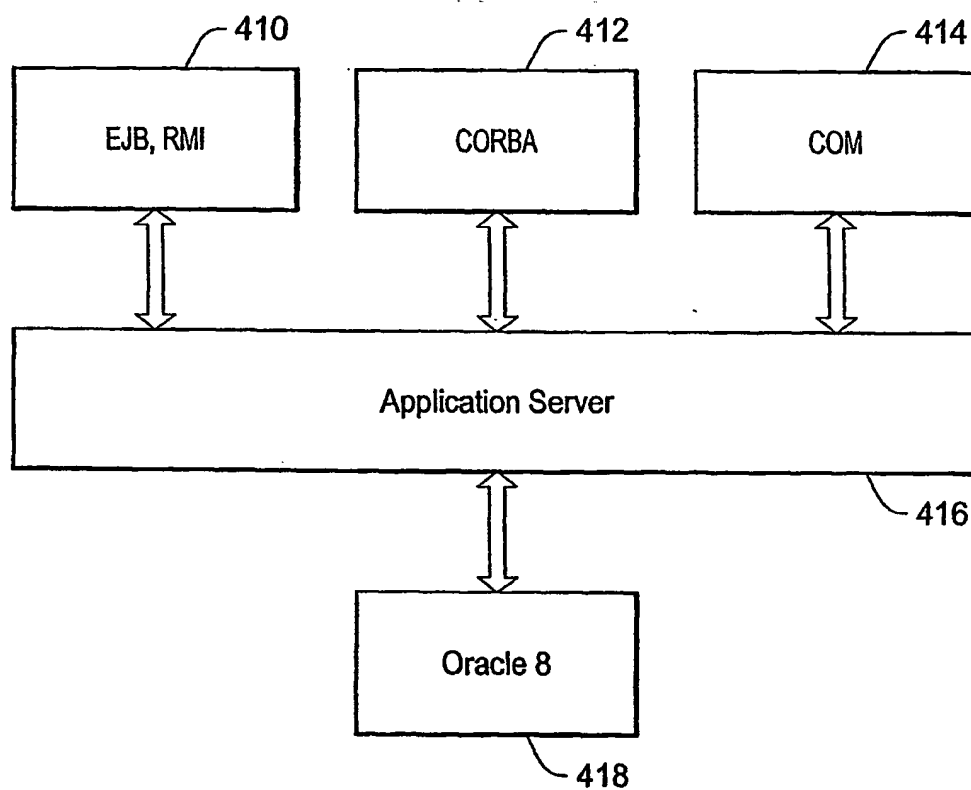 410
412
414
EJB, RMI
CORBA
COM
Application Server
416
Oracle 8
418